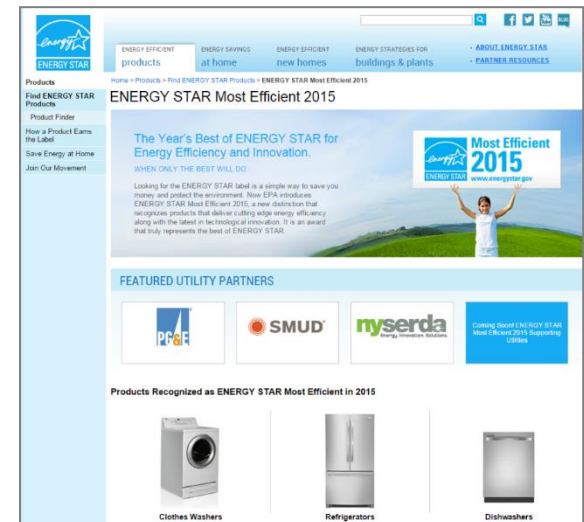 energy
ENERGY STAR
ENERGY EFFICIENT
products
ENERGY SAVINGS
at home
ENERGY EFFICIENT
new homes
ENERGY STRATEGIES FOR
buildings & plants
ABOUT ENERGY STAR
PARTNER RESOURCES
Products
Find ENERGY STAR
Products
Product Finder
How a Product Earns
the Label
Save Energy at Home
Join Our Movement
Home » Products » Find ENERGY STAR Products » ENERGY STAR Most Efficient 2015
ENERGY STAR Most Efficient 2015
The Year's Best of ENERGY STAR for
Energy Efficiency and Innovation.
WHEN ONLY THE BEST WILL DO.
Looking for the ENERGY STAR label is a simple way to save you
money and protect the environment. Now EPA introduces
ENERGY STAR Most Efficient 2015, a new distinction that
recognizes products that deliver cutting edge energy efficiency
along with the latest in technological innovation. It is an award
that truly represents the best of ENERGY STAR.
energy
ENERGY STAR
Most Efficient
2015
www.energystar.gov
FEATURED UTILITY PARTNERS
PG&E
SMUD
nyserda
Energy. Innovation. Solutions.
Coming Soon! ENERGY STAR
Most Efficient 2015 Supporting
Utilities
Products Recognized as ENERGY STAR Most Efficient in 2015
Clothes Washers
Refrigerators
Dishwashers